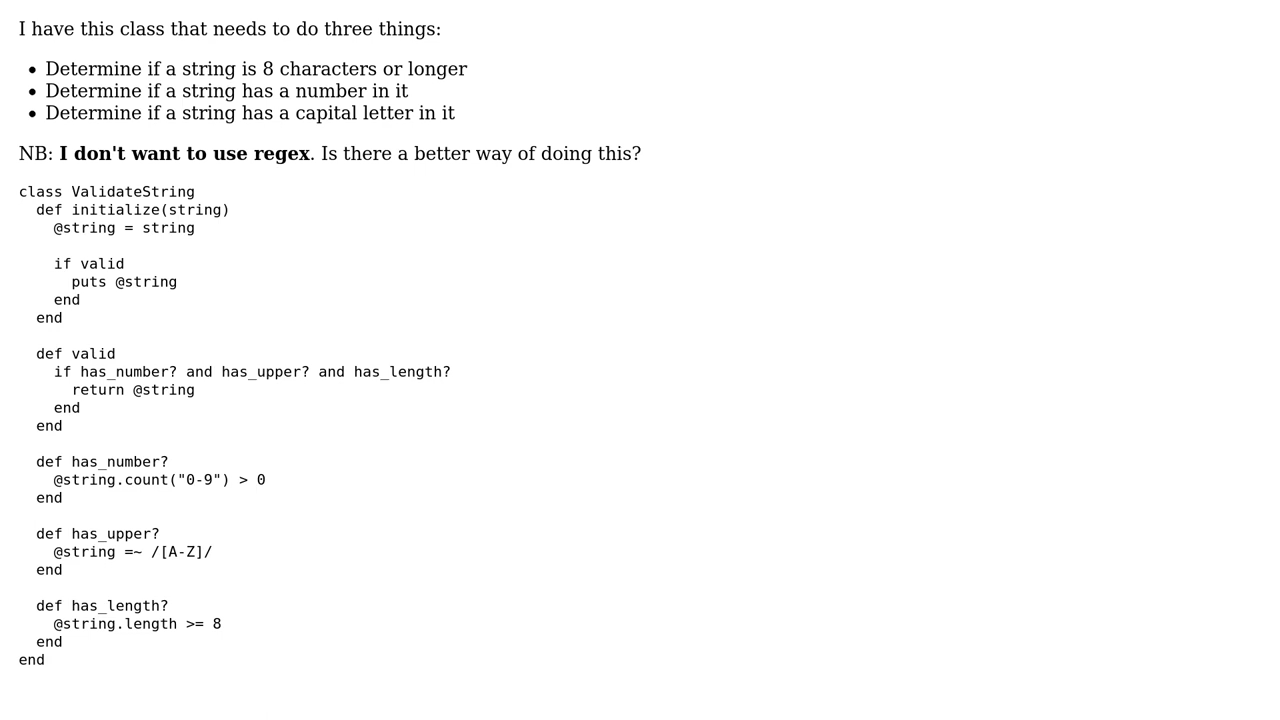 I have this class that needs to do three things:
• Determine if a string is 8 characters or longer
• Determine if a string has a number in it
• Determine if a string has a capital letter in it
NB: I don't want to use regex. Is there a better way of doing this?
class ValidateString
  def initialize(string)
    @string = string

    if valid
      puts @string
    end
  end

  def valid
    if has_number? and has_upper? and has_length?
      return @string
    end
  end

  def has_number?
    @string.count("0-9") > 0
  end

  def has_upper?
    @string =~ /[A-Z]/
  end

  def has_length?
    @string.length >= 8
  end
end